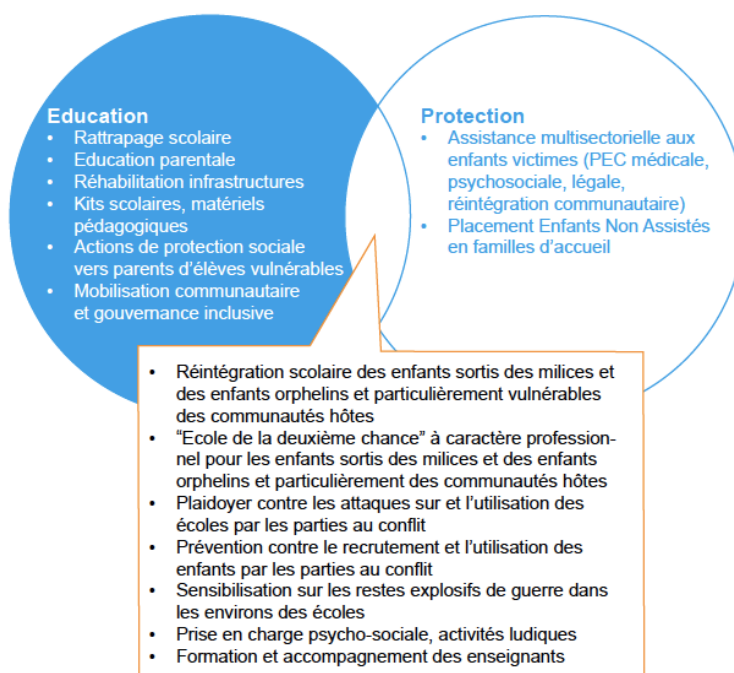 Education
• Rattrapage scolaire
• Education parentale
• Réhabilitation infrastructures
• Kits scolaires, matériels
pédagogiques
• Actions de protection sociale
vers parents d'élèves vulnérables
• Mobilisation communautaire
et gouvernance inclusive
Protection
• Assistance multisectorielle aux
enfants victimes (PEC médicale,
psychosociale, légale,
réintégration communautaire)
• Placement Enfants Non Assistés
en familles d'accueil
• Réintégration scolaire des enfants sortis des milices et
des enfants orphelins et particulièrement vulnérables
des communautés hôtes
• "Ecole de la deuxième chance" à caractère profession-
nel pour les enfants sortis des milices et des enfants
orphelins et particulièrement des communautés hôtes
• Plaidoyer contre les attaques sur et l'utilisation des
écoles par les parties au conflit
• Prévention contre le recrutement et l'utilisation des
enfants par les parties au conflit
• Sensibilisation sur les restes explosifs de guerre dans
les environs des écoles
• Prise en charge psycho-sociale, activités ludiques
• Formation et accompagnement des enseignants